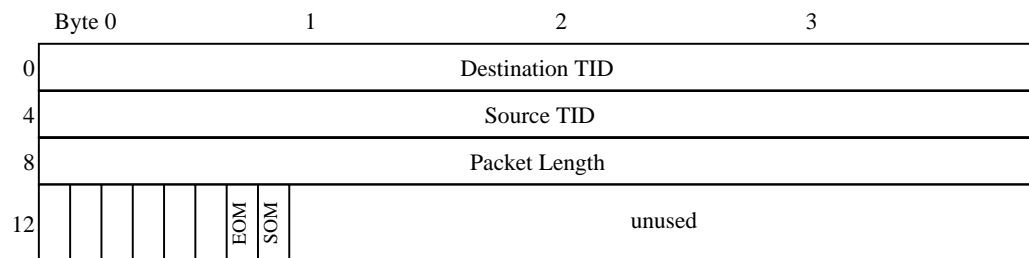 Byte 0 1 2 3
0 Destination TID
4 Source TID
8 Packet Length
12 EOM SOM unused